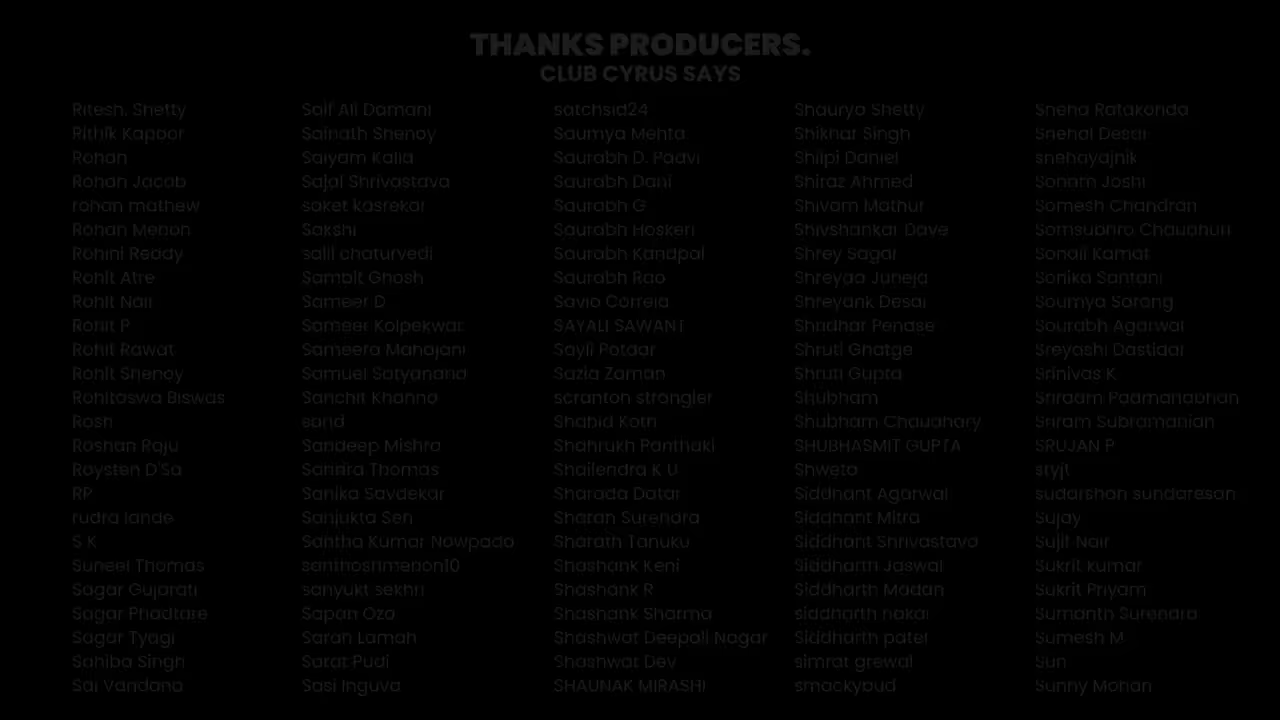 THANKS PRODUCERS.
CLUB CYRUS SAYS
Ritesh. Shetty
Rithik Kapoor
Rohan
Rohan Jacob
rohan mathew
Rohan Menon
Rohini Reddy
Rohit Atre
Rohit Nair
Rohit P
Rohit Rawat
Rohit Shenoy
Rohitaswa Biswas
Rosh
Roshan Raju
Roysten D'Sa
RP
rudra lande
S K
Suneel Thomas
Sagar Gujarati
Sagar Phadtare
Sagar Tyagi
Sahiba Singh
Sai Vandana
Saif Ali Damani
Sainath Shenoy
Saiyam Kalia
Sajal Shrivastava
saket kasrekar
Sakshi
salil chaturvedi
Sambit Ghosh
Sameer D
Sameer Kolpekwar
Sameera Mahajani
Samuel Satyanand
Sanchit Khanna
sand
Sandeep Mishra
Sandra Thomas
Sanika Savdekar
Sanjukta Sen
Santha Kumar Nowpada
santhoshmenon10
sanyukt sekhri
Sapan Oza
Sarah Lamah
Sarat Pudi
Sasi Inguva
satchsid24
Saumya Mehta
Saurabh D. Padvi
Saurabh Dani
Saurabh G
Saurabh Hoskeri
Saurabh Kandpal
Saurabh Rao
Savio Correia
SAYALI SAWANT
Sayli Potdar
Sazia Zaman
scranton strongler
Shahid Kotn
Shahrukh Panthaki
Shailendra K U
Sharada Datar
Sharan Surendra
Sharath Tanuku
Shashank Keni
Shashank R
Shashank Sharma
Shashwat Deepali Nagar
Shashwat Dev
SHAUNAK MIRASHI
Shaurya Shetty
Shikhar Singh
Shilpi Daniel
Shiraz Ahmed
Shivam Mathur
Shivshankar Dave
Shrey Sagar
Shreyaa Juneja
Shreyank Desai
Shridhar Penase
Shruti Ghatge
Shruti Gupta
Shubham
Shubham Chaudhary
SHUBHASMIT GUPTA
Shweta
Siddhant Agarwal
Siddhant Mitra
Siddhant Shrivastava
Siddharth Jaswal
Siddharth Madan
siddharth nakai
Siddharth patel
simrat grewal
smackybud
Sneha Ratakonda
Snehal Desai
snehayajnik
Sonam Joshi
Somesh Chandran
Somsubhro Chaudhuri
Sonali Kamat
Sonika Santani
Soumya Sarang
Sourabh Agarwal
Sreyashi Dastidar
Srinivas K
Sriraam Padmanabhan
Sriram Subramanian
SRUJAN P
sryjt
sudarshan sundaresan
Sujay
Sujit Nair
Sukrit kumar
Sukrit Priyam
Sumanth Surendra
Sumesh M
Sun
Sunny Mohan